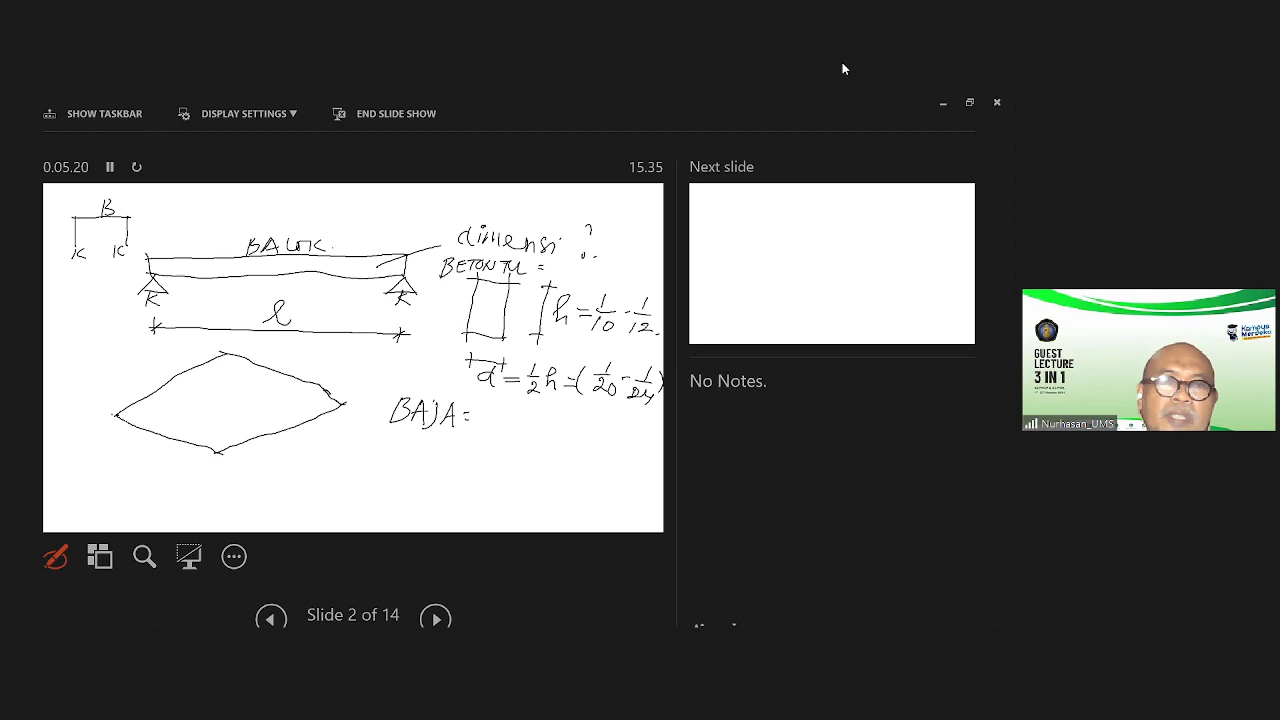 SHOW TASKBAR
DISPLAY SETTINGS ▼
END SLIDE SHOW
0.05.20
15.35
Next slide
B
K K
BALOK.
dimensi ?
BETON TU =
K K
h = 1/10 - 1/12.
l
d = 1/2 h = (1/20 - 1/24)
BAJA =
No Notes.
GUEST
LECTURE
3 IN 1
Kampus
Merdeka
Nurhasan_UMS
Slide 2 of 14